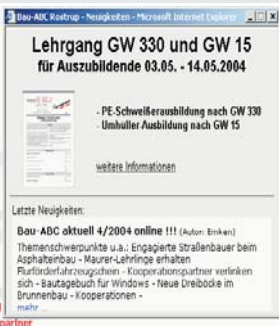 Bau-ABC Rostrup - Neuigkeiten - Microsoft Internet Explorer
Lehrgang GW 330 und GW 15
für Auszubildende 03.05. - 14.05.2004
- PE-Schweißerausbildung nach GW 330
- Umhüller Ausbildung nach GW 15
weitere Informationen
Letzte Neuigkeiten:
Bau-ABC aktuell 4/2004 online !!! (Autor: Emken)
Themenschwerpunkte u.a.: Engagierte Straßenbauer beim
Asphalteinbau - Maurer-Lehrlinge erhalten
Flurförderfahrzeugschein - Kooperationspartner verlinken
sich - Bautagebuch für Windows - Neue Dreiböcke im
Brunnenbau - Kooperationen -
mehr ...
partner